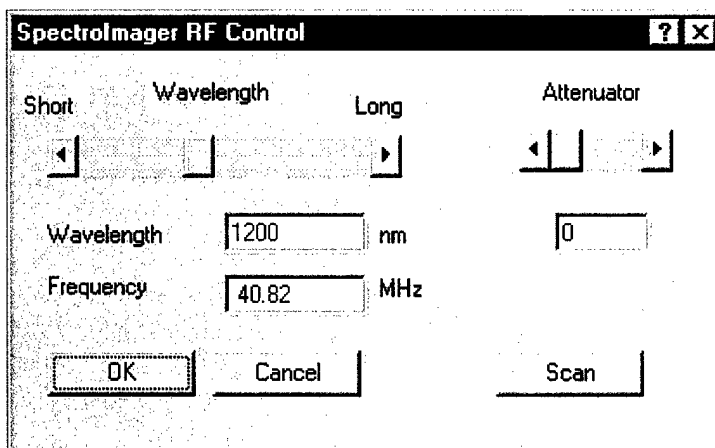 SpectroImager RF Control ? ×
Wavelength Attenuator
Short Long
Wavelength 1200 nm 0
Frequency 40.82 MHz
OK Cancel Scan